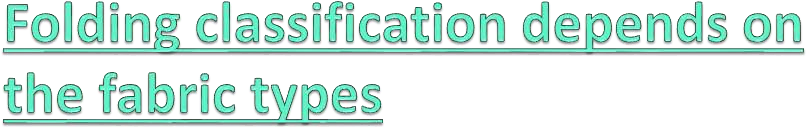 Folding classification depends on
the fabric types